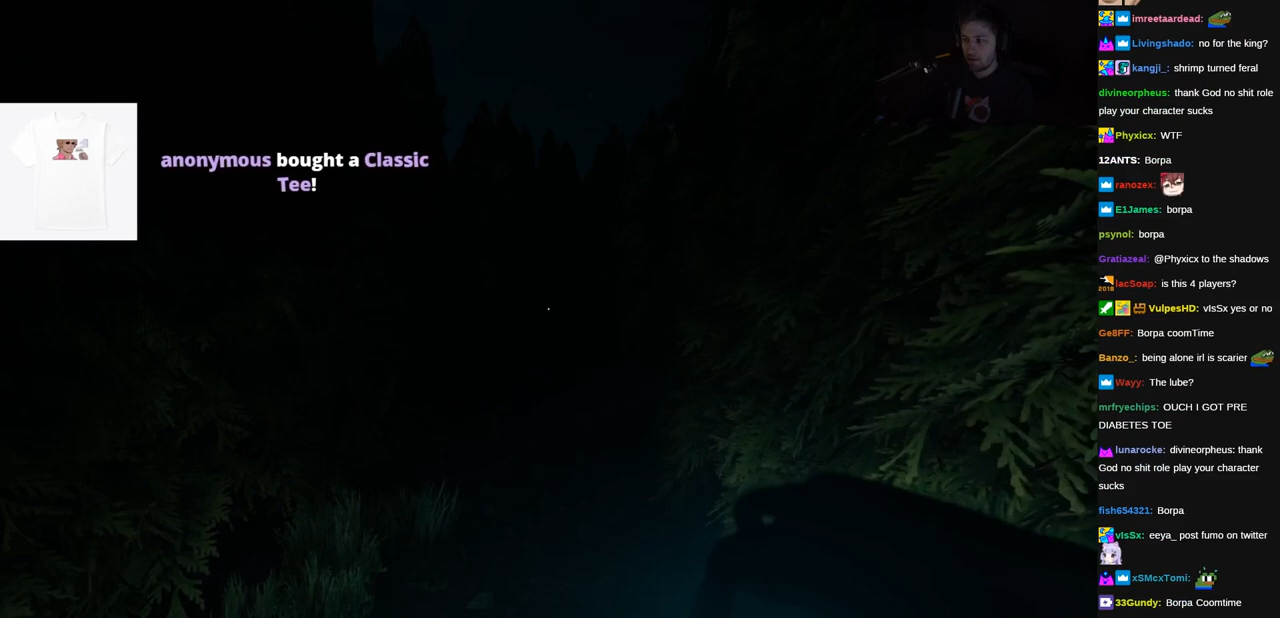 anonymous bought a Classic
Tee!
imreetaardead:
Livingshado: no for the king?
kangji_: shrimp turned feral
divineorpheus: thank God no shit role
play your character sucks
Phyxicx: WTF
12ANTS: Borpa
ranozex:
E1James: borpa
psynol: borpa
Gratiazeal: @Phyxicx to the shadows
2018
lacSoap: is this 4 players?
VulpesHD: vIsSx yes or no
Ge8FF: Borpa coomTime
Banzo_: being alone irl is scarier
Wayy: The lube?
mrfryechips: OUCH I GOT PRE
DIABETES TOE
lunarocke: divineorpheus: thank
God no shit role play your character
sucks
fish654321: Borpa
vIsSx: eeya_ post fumo on twitter
xSMcxTomi:
33Gundy: Borpa Coomtime